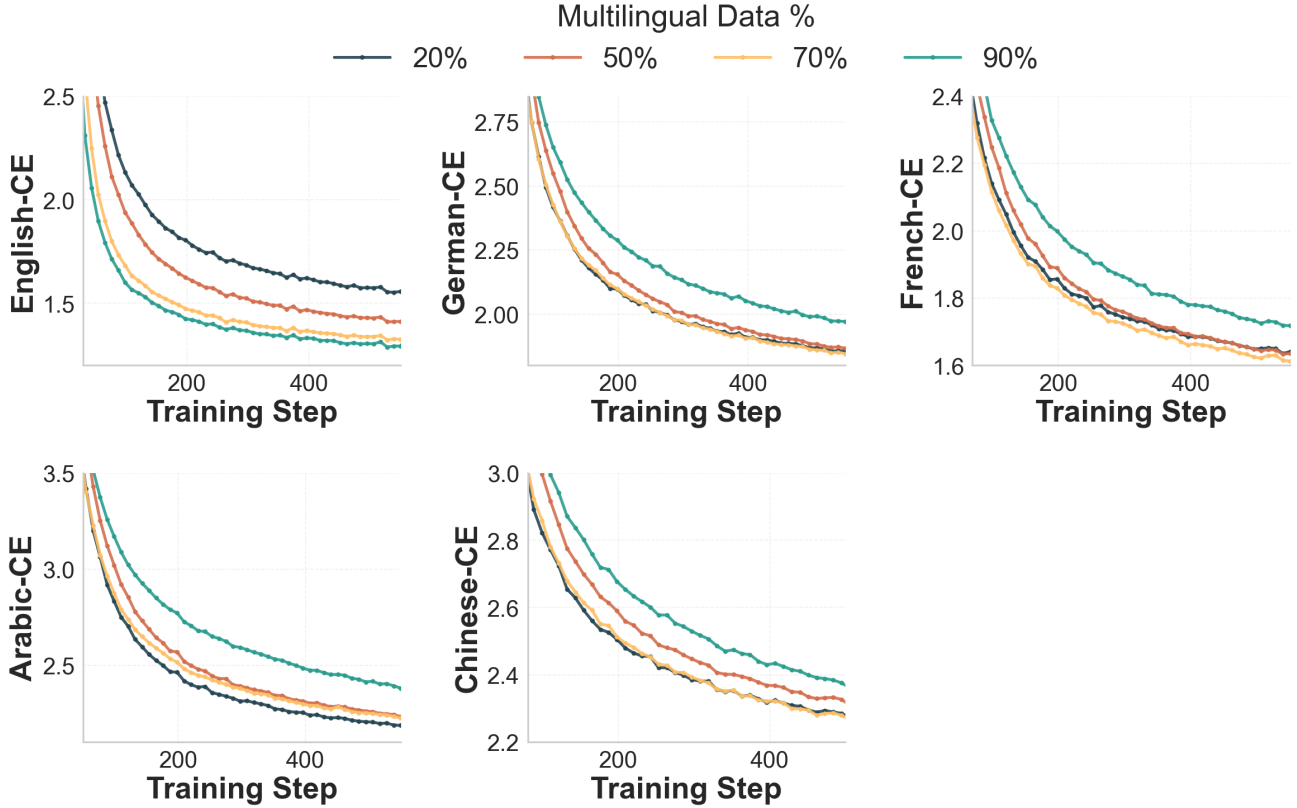 Multilingual Data %
20% 50% 70% 90%
2.5
2.0
1.5
English-CE
200 400
Training Step
2.75
2.50
2.25
2.00
German-CE
200 400
Training Step
2.4
2.2
2.0
1.8
1.6
French-CE
200 400
Training Step
3.5
3.0
2.5
Arabic-CE
200 400
Training Step
3.0
2.8
2.6
2.4
2.2
Chinese-CE
200 400
Training Step